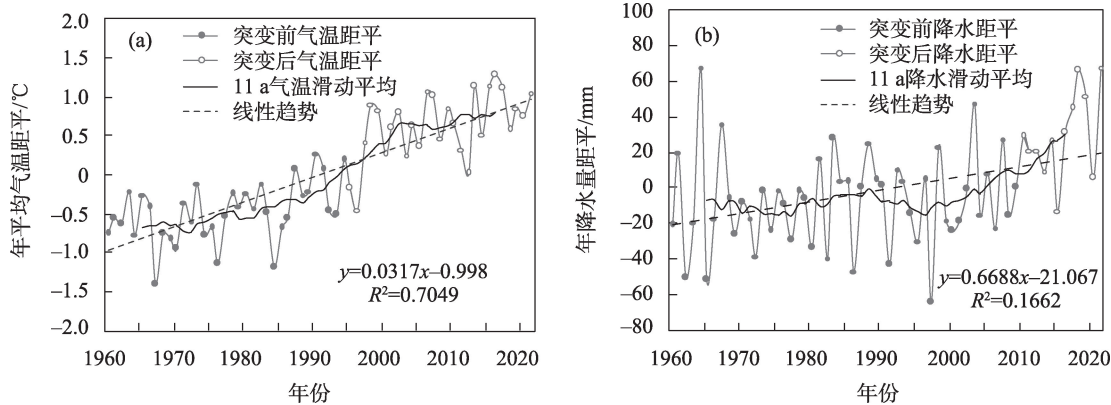 (a)
突变前气温距平
突变后气温距平
11 a气温滑动平均
线性趋势
2.0
1.5
1.0
0.5
0
–0.5
–1.0
–1.5
–2.0
年平均气温距平/℃
y=0.0317x–0.998
R²=0.7049
1960 1970 1980 1990 2000 2010 2020
年份
(b)
突变前降水距平
突变后降水距平
11 a降水滑动平均
线性趋势
100
80
60
40
20
0
–20
–40
–60
–80
年降水量距平/mm
y=0.6688x–21.067
R²=0.1662
1960 1970 1980 1990 2000 2010 2020
年份